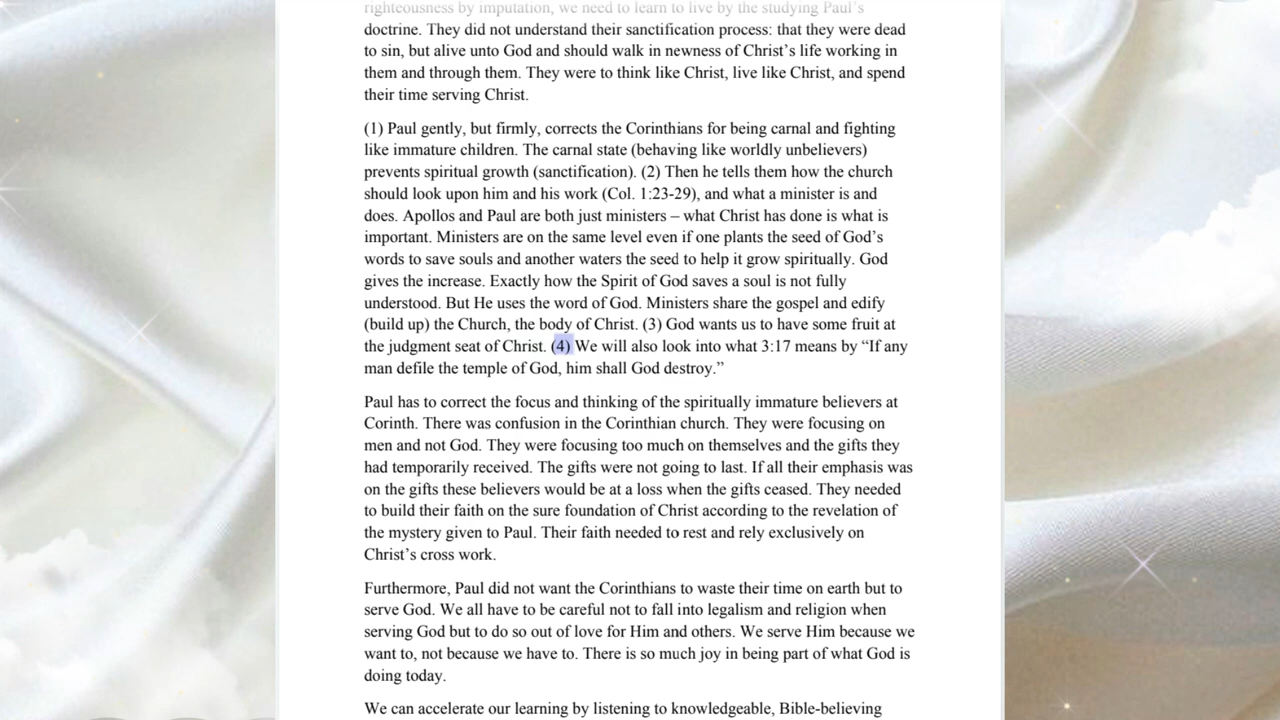 righteousness by imputation, we need to learn to live by the studying Paul’s
doctrine. They did not understand their sanctification process: that they were dead
to sin, but alive unto God and should walk in newness of Christ’s life working in
them and through them. They were to think like Christ, live like Christ, and spend
their time serving Christ.
(1) Paul gently, but firmly, corrects the Corinthians for being carnal and fighting
like immature children. The carnal state (behaving like worldly unbelievers)
prevents spiritual growth (sanctification). (2) Then he tells them how the church
should look upon him and his work (Col. 1:23-29), and what a minister is and
does. Apollos and Paul are both just ministers – what Christ has done is what is
important. Ministers are on the same level even if one plants the seed of God’s
words to save souls and another waters the seed to help it grow spiritually. God
gives the increase. Exactly how the Spirit of God saves a soul is not fully
understood. But He uses the word of God. Ministers share the gospel and edify
(build up) the Church, the body of Christ. (3) God wants us to have some fruit at
the judgment seat of Christ. (4) We will also look into what 3:17 means by “If any
man defile the temple of God, him shall God destroy.”
Paul has to correct the focus and thinking of the spiritually immature believers at
Corinth. There was confusion in the Corinthian church. They were focusing on
men and not God. They were focusing too much on themselves and the gifts they
had temporarily received. The gifts were not going to last. If all their emphasis was
on the gifts these believers would be at a loss when the gifts ceased. They needed
to build their faith on the sure foundation of Christ according to the revelation of
the mystery given to Paul. Their faith needed to rest and rely exclusively on
Christ’s cross work.
Furthermore, Paul did not want the Corinthians to waste their time on earth but to
serve God. We all have to be careful not to fall into legalism and religion when
serving God but to do so out of love for Him and others. We serve Him because we
want to, not because we have to. There is so much joy in being part of what God is
doing today.
We can accelerate our learning by listening to knowledgeable, Bible-believing